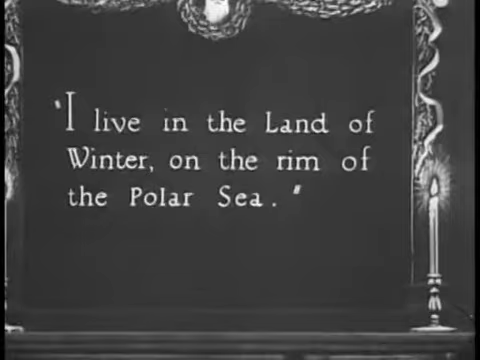 "I live in the Land of
Winter, on the rim of
the Polar Sea."